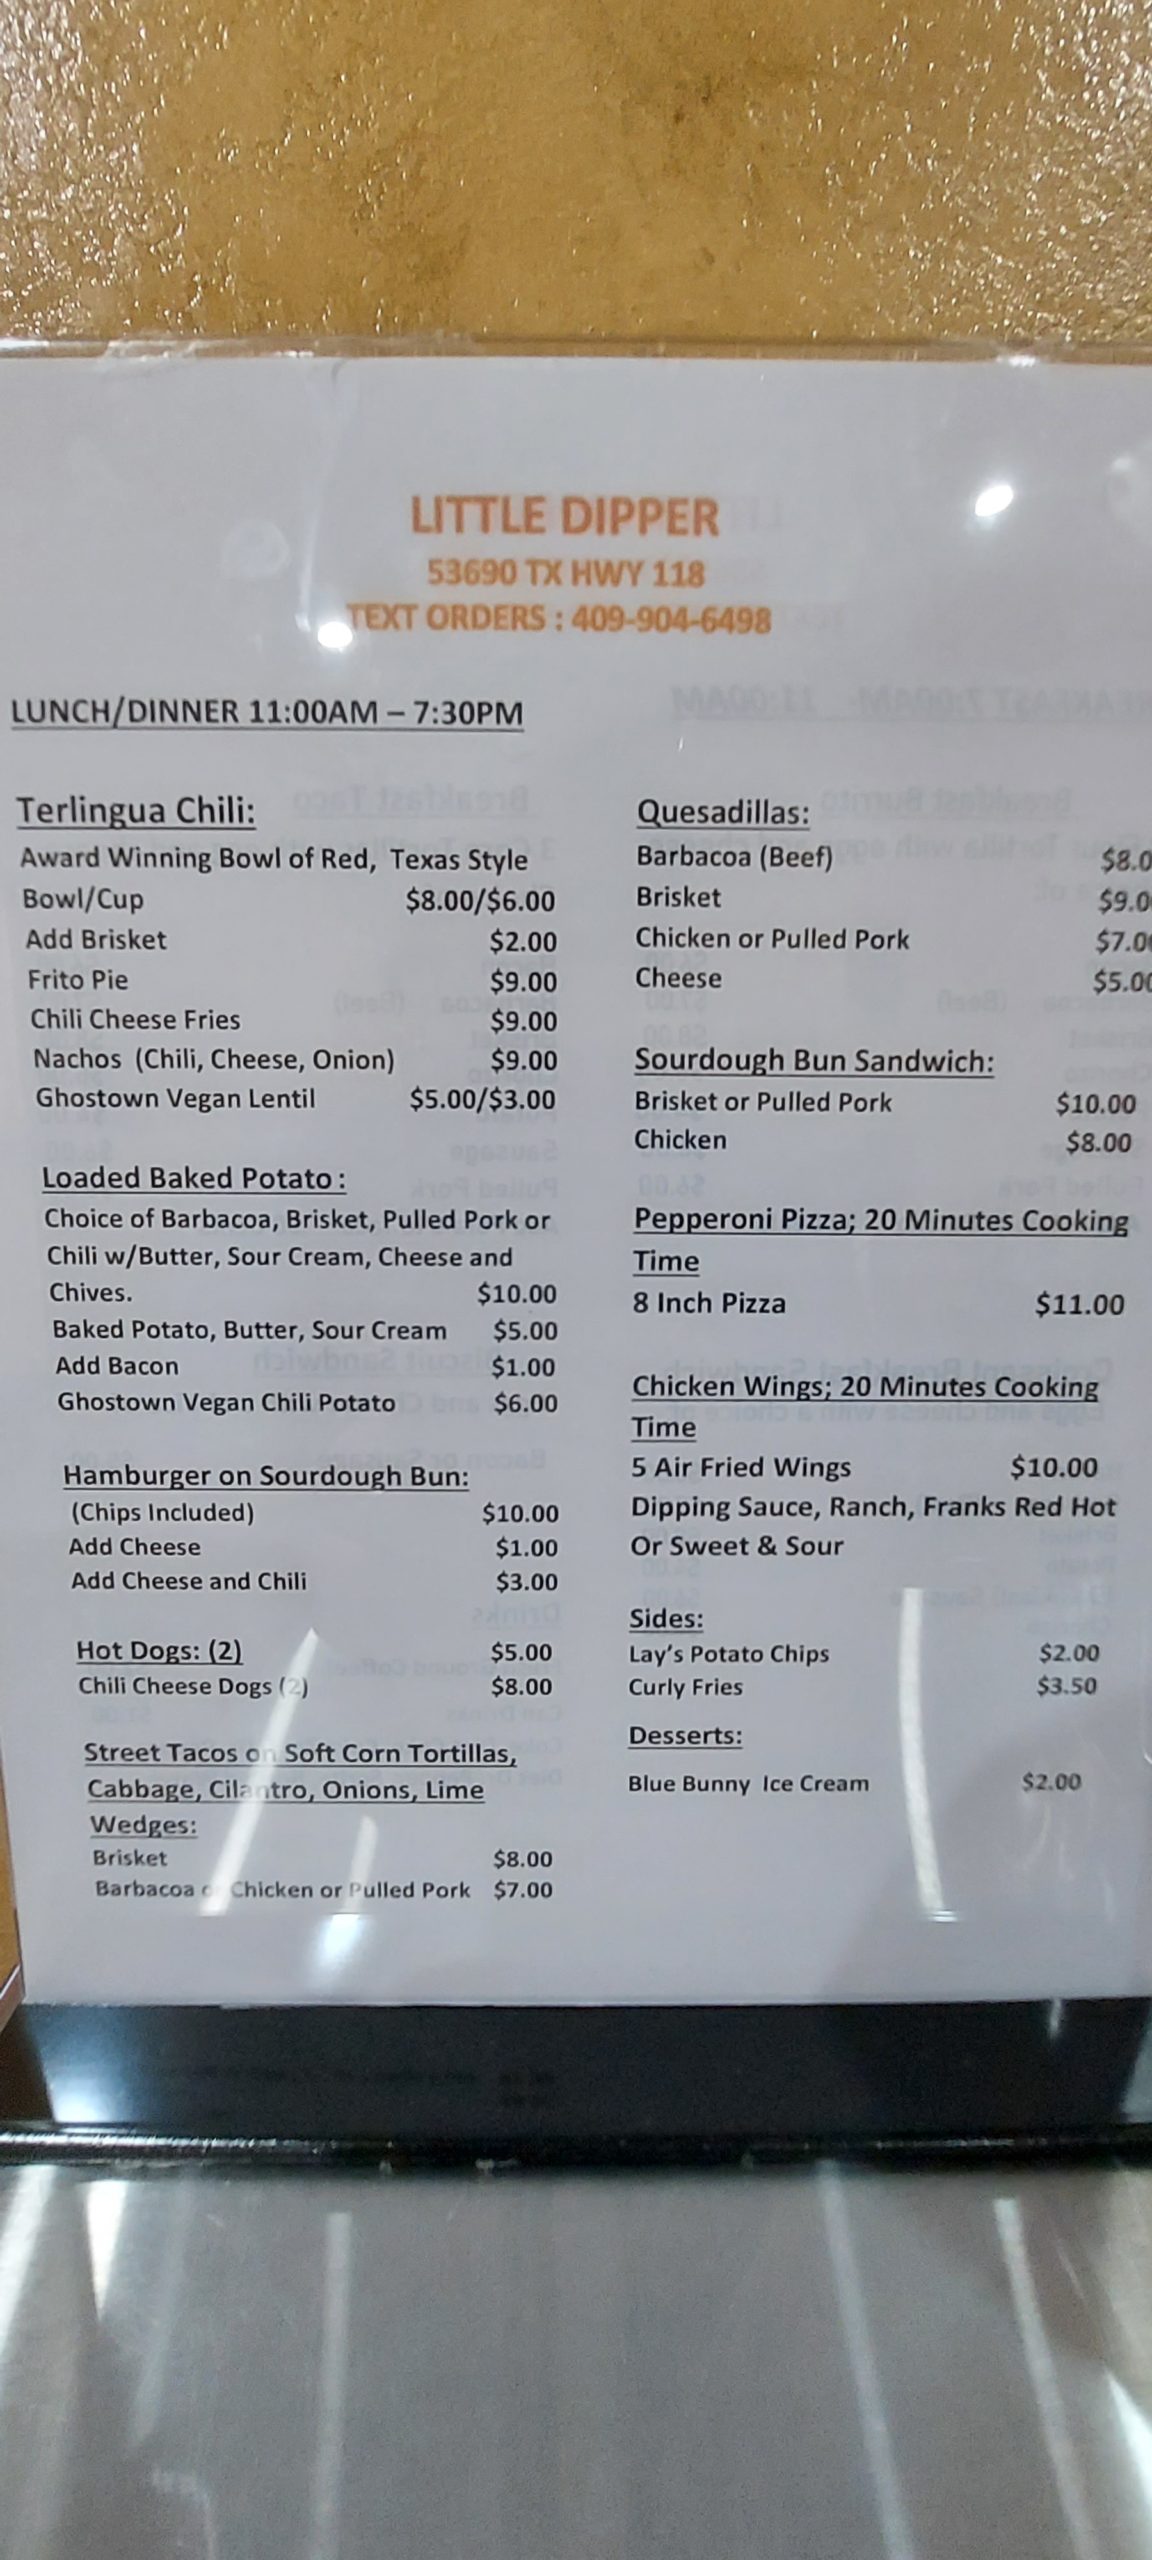 LITTLE DIPPER
53690 TX HWY 118
TEXT ORDERS : 409-904-6498
LUNCH/DINNER 11:00AM – 7:30PM
Terlingua Chili:
Award Winning Bowl of Red, Texas Style
Bowl/Cup $8.00/$6.00
Add Brisket $2.00
Frito Pie $9.00
Chili Cheese Fries $9.00
Nachos (Chili, Cheese, Onion) $9.00
Ghostown Vegan Lentil $5.00/$3.00
Loaded Baked Potato :
Choice of Barbacoa, Brisket, Pulled Pork or
Chili w/Butter, Sour Cream, Cheese and
Chives. $10.00
Baked Potato, Butter, Sour Cream $5.00
Add Bacon $1.00
Ghostown Vegan Chili Potato $6.00
Hamburger on Sourdough Bun:
(Chips Included) $10.00
Add Cheese $1.00
Add Cheese and Chili $3.00
Hot Dogs: (2) $5.00
Chili Cheese Dogs (2) $8.00
Street Tacos on Soft Corn Tortillas,
Cabbage, Cilantro, Onions, Lime
Wedges:
Brisket $8.00
Barbacoa or Chicken or Pulled Pork $7.00
Quesadillas:
Barbacoa (Beef) $8.0
Brisket $9.0
Chicken or Pulled Pork $7.00
Cheese $5.00
Sourdough Bun Sandwich:
Brisket or Pulled Pork $10.00
Chicken $8.00
Pepperoni Pizza; 20 Minutes Cooking
Time
8 Inch Pizza $11.00
Chicken Wings; 20 Minutes Cooking
Time
5 Air Fried Wings $10.00
Dipping Sauce, Ranch, Franks Red Hot
Or Sweet & Sour
Sides:
Lay's Potato Chips $2.00
Curly Fries $3.50
Desserts:
Blue Bunny Ice Cream $2.00